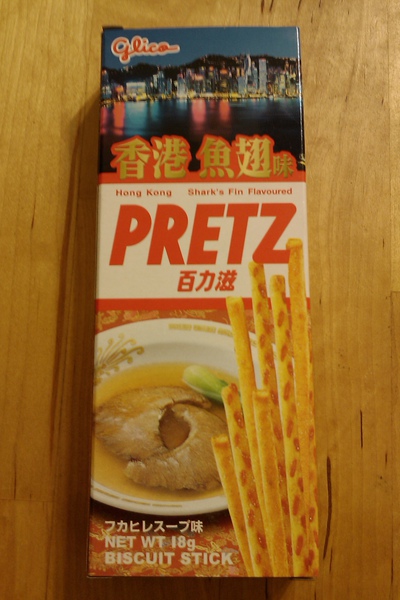 glico
香港 魚翅味
Hong Kong Shark's Fin Flavoured
PRETZ
百力滋
フカヒレスープ味
NET WT 18g
BISCUIT STICK